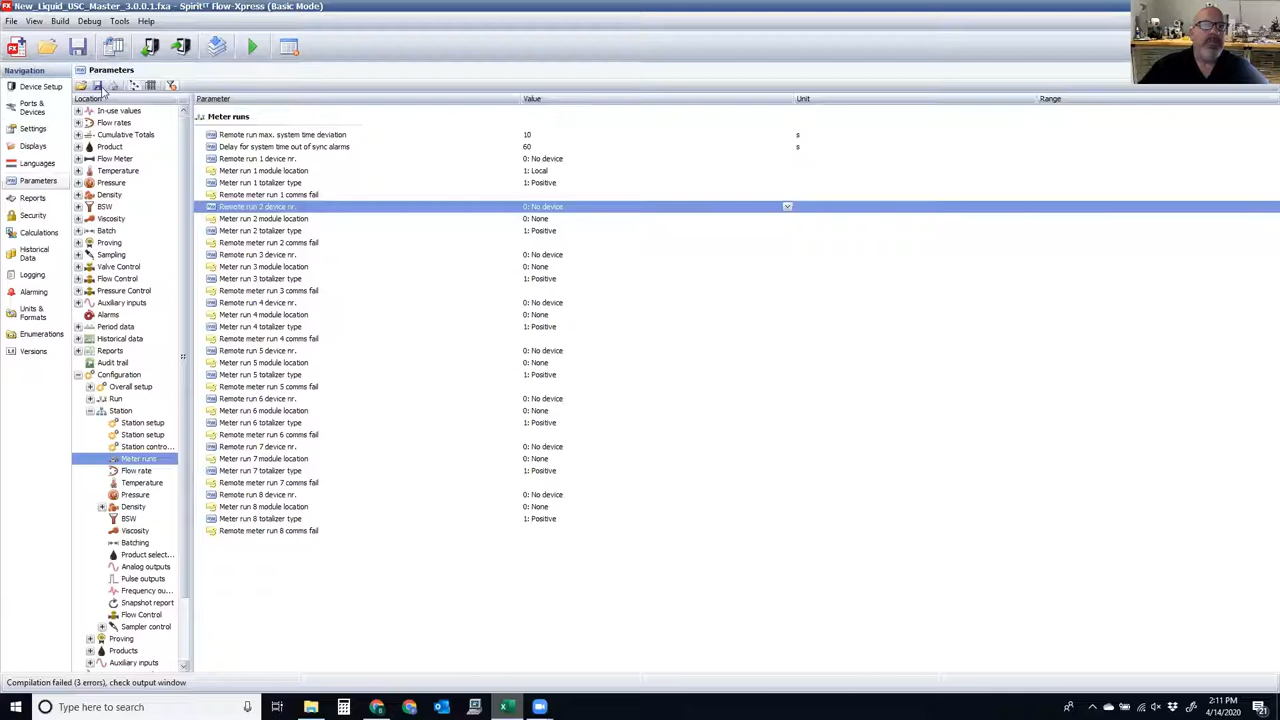 New_Liquid_USC_Master_3.0.0.1.fxa - Spirit IT Flow-Xpress (Basic Mode)
File View Build Debug Tools Help
Navigation
Device Setup
Ports & Devices
Settings
Displays
Languages
Parameters
Reports
Security
Calculations
Historical Data
Logging
Alarming
Units & Formats
Enumerations
Versions
Parameters
Location
In-use values
Flow rates
Cumulative Totals
Product
Flow Meter
Temperature
Pressure
Density
BSW
Viscosity
Batch
Proving
Sampling
Valve Control
Flow Control
Pressure Control
Auxiliary inputs
Alarms
Period data
Historical data
Reports
Audit trail
Configuration
Overall setup
Run
Station
Station setup
Station setup
Station contro...
Meter runs
Flow rate
Temperature
Pressure
Density
BSW
Viscosity
Batching
Product select...
Analog outputs
Pulse outputs
Frequency ou...
Snapshot report
Flow Control
Sampler control
Proving
Products
Auxiliary inputs
Parameter Value Unit Range
Meter runs
Remote run max. system time deviation 10 s
Delay for system time out of sync alarms 60 s
Remote run 1 device nr. 0: No device
Meter run 1 module location 1: Local
Meter run 1 totalizer type 1: Positive
Remote meter run 1 comms fail
Remote run 2 device nr. 0: No device
Meter run 2 module location 0: None
Meter run 2 totalizer type 1: Positive
Remote meter run 2 comms fail
Remote run 3 device nr. 0: No device
Meter run 3 module location 0: None
Meter run 3 totalizer type 1: Positive
Remote meter run 3 comms fail
Remote run 4 device nr. 0: No device
Meter run 4 module location 0: None
Meter run 4 totalizer type 1: Positive
Remote meter run 4 comms fail
Remote run 5 device nr. 0: No device
Meter run 5 module location 0: None
Meter run 5 totalizer type 1: Positive
Remote meter run 5 comms fail
Remote run 6 device nr. 0: No device
Meter run 6 module location 0: None
Meter run 6 totalizer type 1: Positive
Remote meter run 6 comms fail
Remote run 7 device nr. 0: No device
Meter run 7 module location 0: None
Meter run 7 totalizer type 1: Positive
Remote meter run 7 comms fail
Remote run 8 device nr. 0: No device
Meter run 8 module location 0: None
Meter run 8 totalizer type 1: Positive
Remote meter run 8 comms fail
Compilation failed (3 errors), check output window
Type here to search
2:11 PM
4/14/2020
21